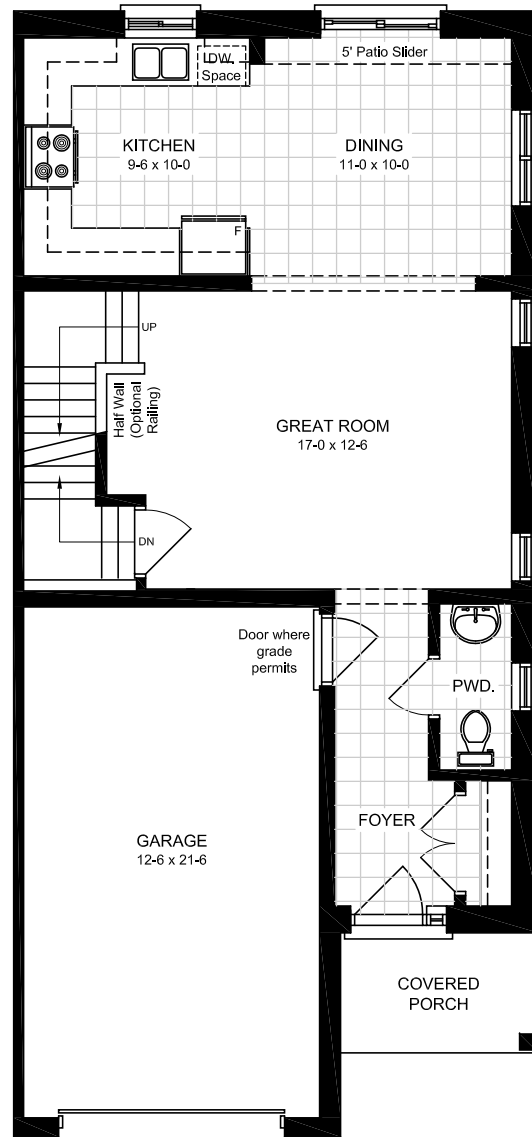 5' Patio Slider
DW.
Space
KITCHEN
9-6 x 10-0
DINING
11-0 x 10-0
F
UP
Half Wall
(Optional
Railing)
GREAT ROOM
17-0 x 12-6
DN
Door where
grade
permits
PWD.
FOYER
GARAGE
12-6 x 21-6
COVERED
PORCH